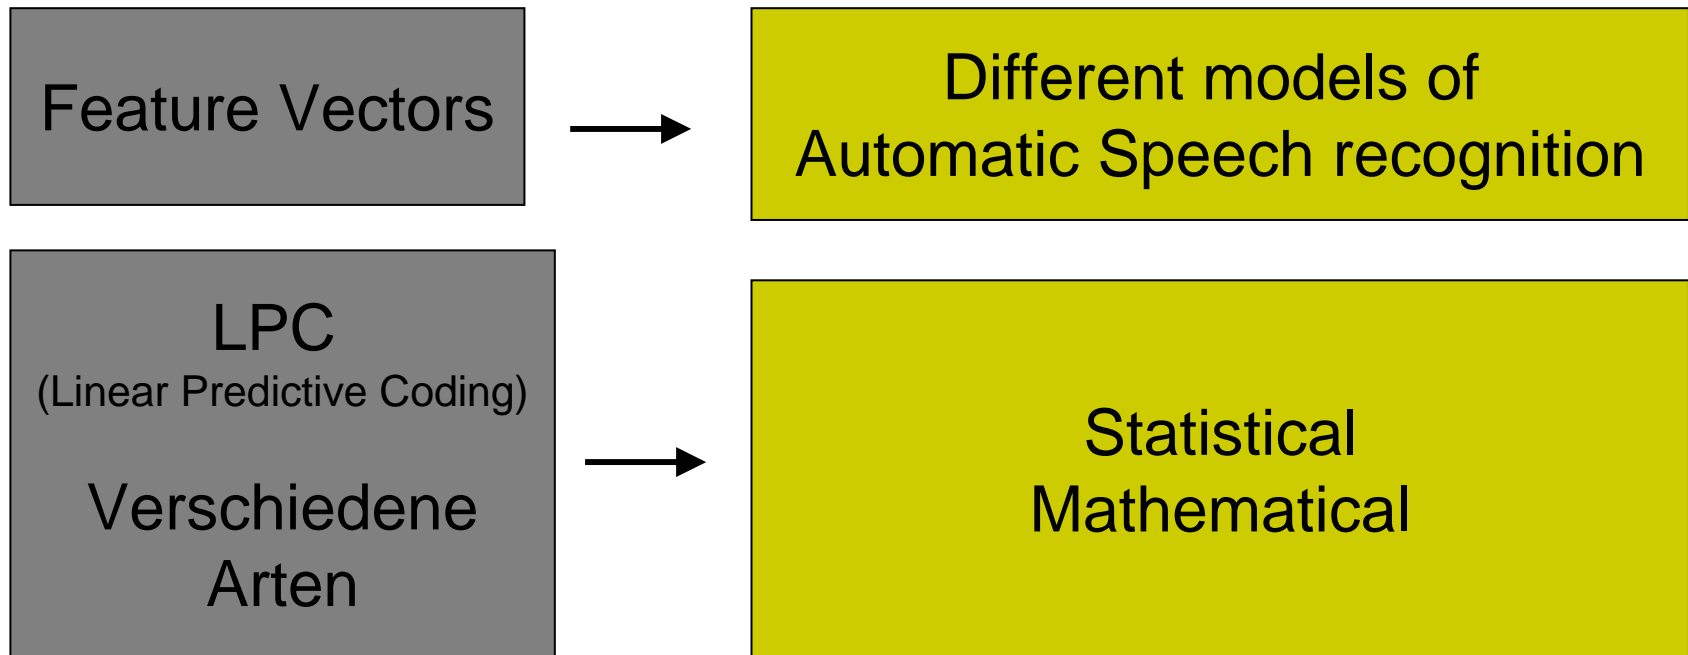 Feature Vectors
Different models of
Automatic Speech recognition
LPC
(Linear Predictive Coding)
Verschiedene
Arten
Statistical
Mathematical